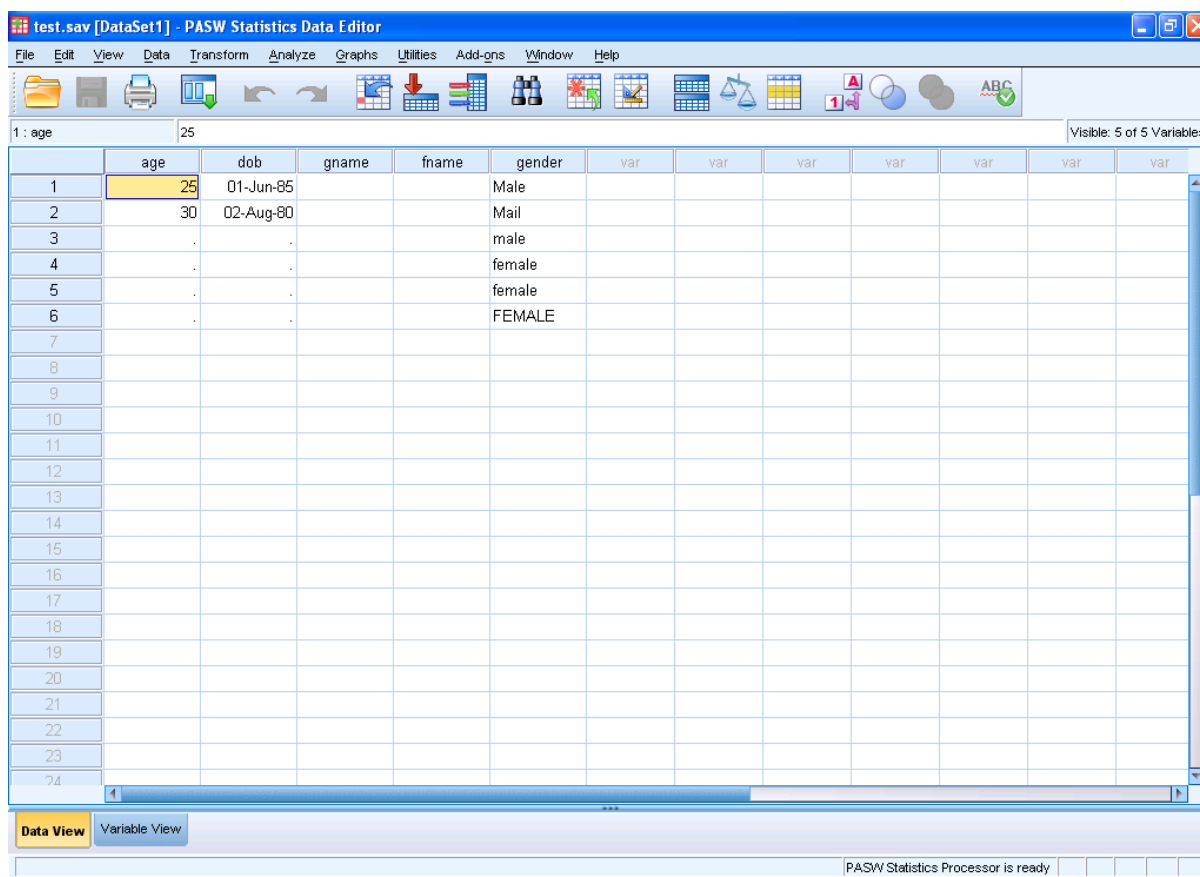 test.sav [DataSet1] - PASW Statistics Data Editor
File Edit View Data Transform Analyze Graphs Utilities Add-ons Window Help
A
1
ABC
1 : age 25 Visible: 5 of 5 Variables
age dob gname fname gender var var var var var var var
1 25 01-Jun-85 Male
2 30 02-Aug-80 Mail
3 . . male
4 . . female
5 . . female
6 . . FEMALE
7
8
9
10
11
12
13
14
15
16
17
18
19
20
21
22
23
24
Data View Variable View
PASW Statistics Processor is ready